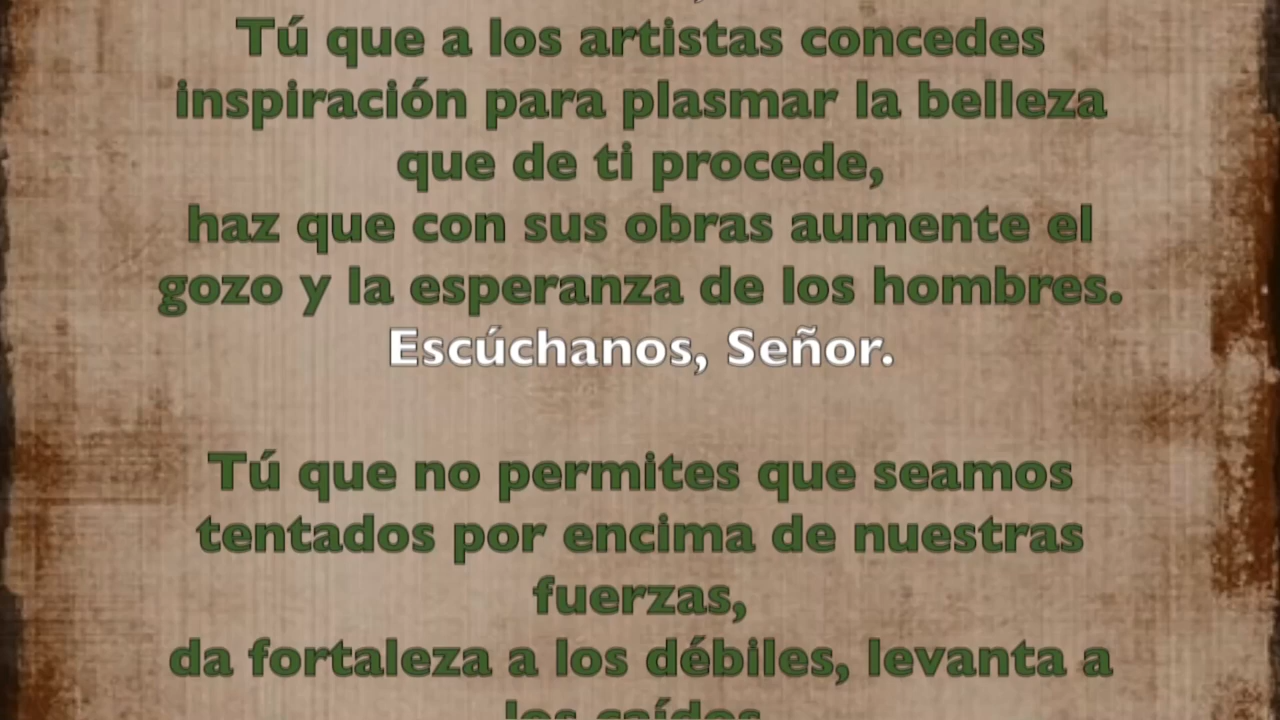 Tú que a los artistas concedes
inspiración para plasmar la belleza
que de ti procede,
haz que con sus obras aumente el
gozo y la esperanza de los hombres.
Escúchanos, Señor.
Tú que no permites que seamos
tentados por encima de nuestras
fuerzas,
da fortaleza a los débiles, levanta a
los caídos